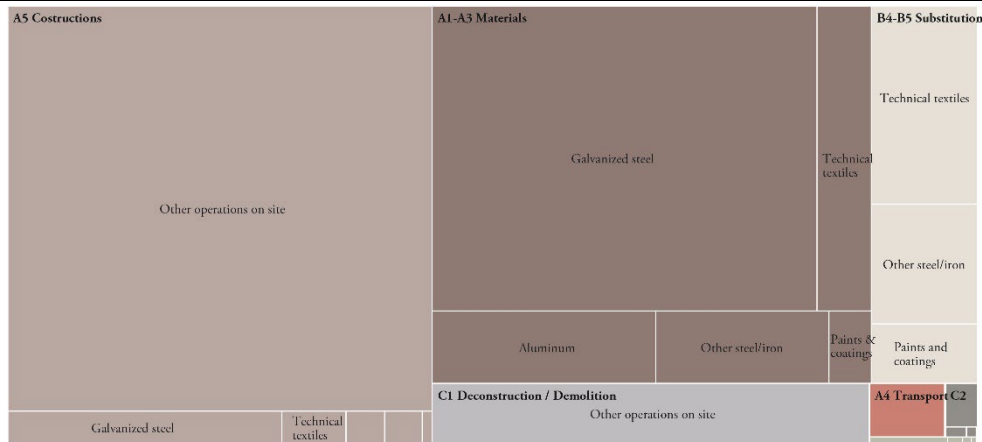 A5 Costructions
Other operations on site
Galvanized steel
Technical
textiles
A1-A3 Materials
Galvanized steel
Technical
textiles
Aluminum
Other steel/iron
Paints &
coatings
B4-B5 Substitution
Technical textiles
Other steel/iron
Paints and
coatings
C1 Deconstruction / Demolition
Other operations on site
A4 Transport
C2